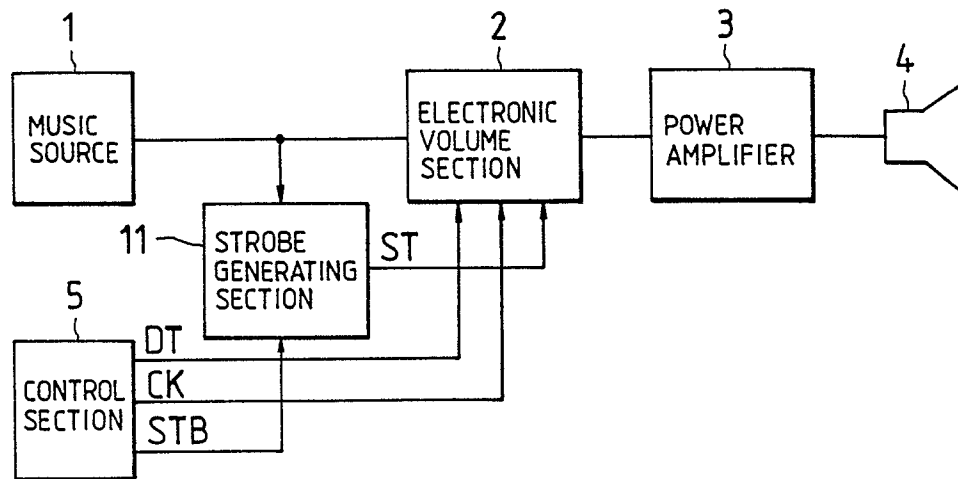 1
MUSIC
SOURCE
2
ELECTRONIC
VOLUME
SECTION
3
POWER
AMPLIFIER
4
11
STROBE
GENERATING
SECTION
ST
5
CONTROL
SECTION
DT
CK
STB